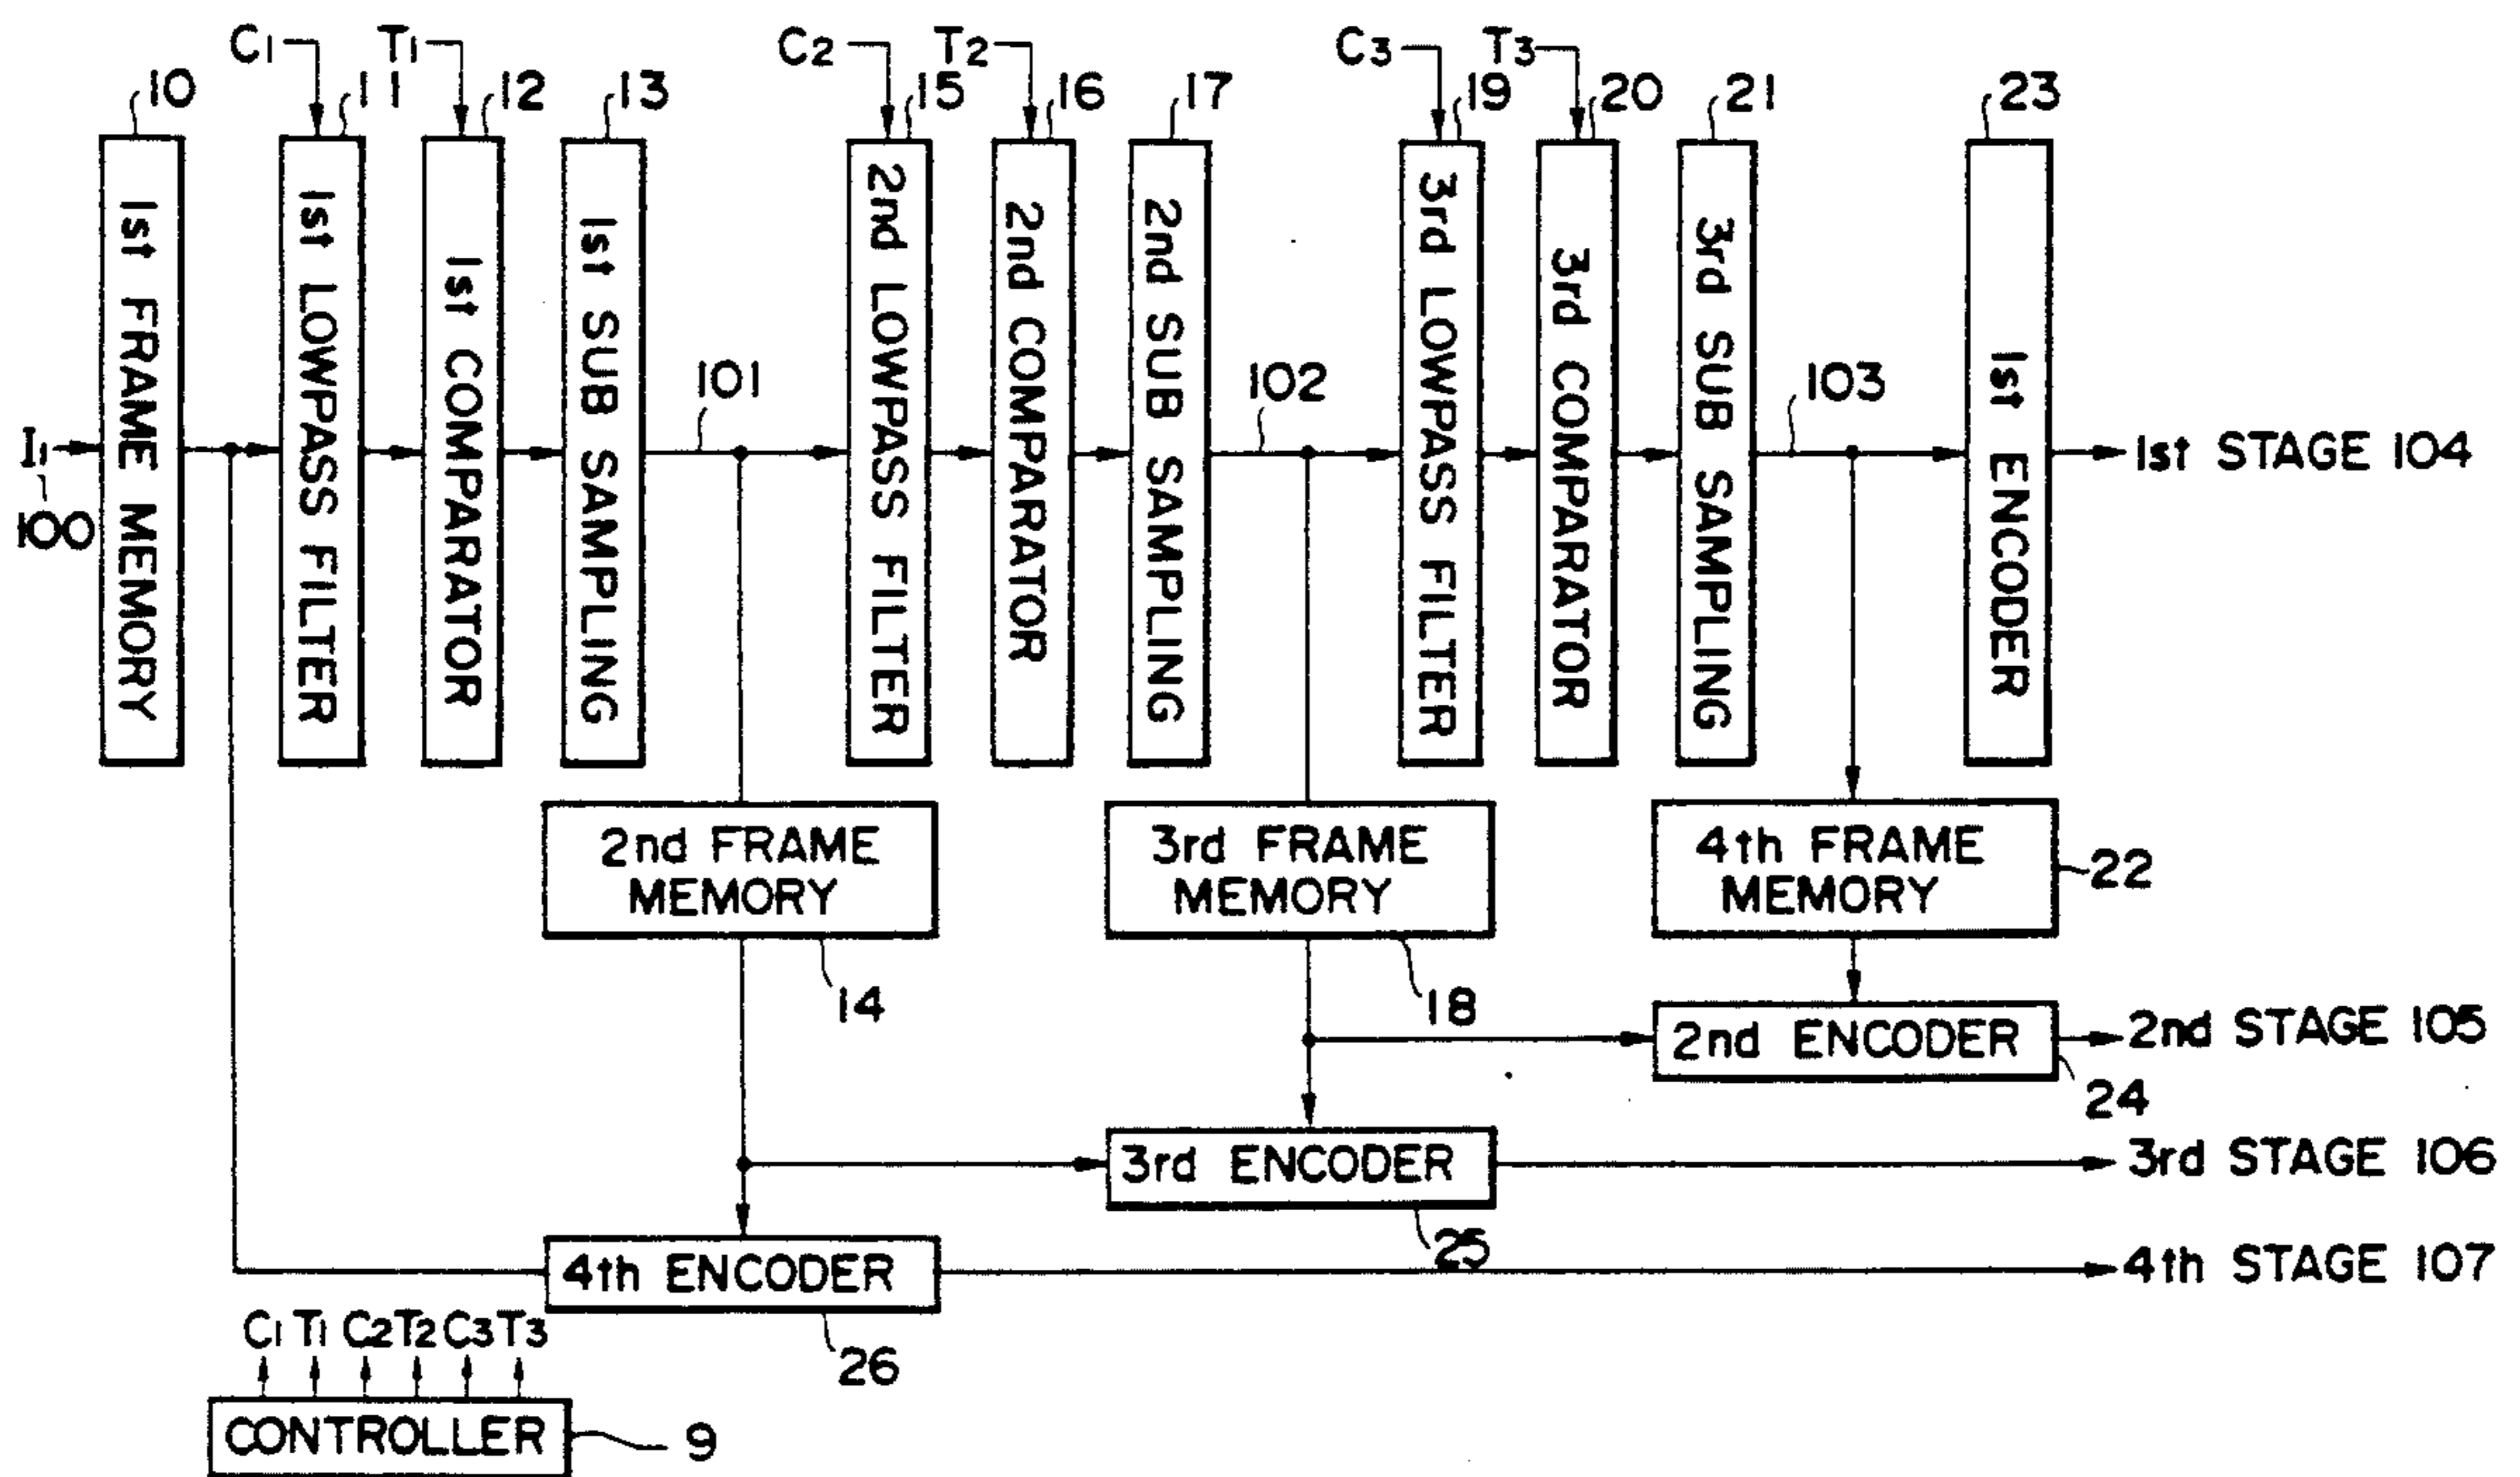 C1 T1 C2 T2 C3 T3
10 11 12 13 15 16 17 19 20 21 23
1st FRAME MEMORY
1st LOWPASS FILTER
1st COMPARATOR
1st SUB SAMPLING
2nd LOWPASS FILTER
2nd COMPARATOR
2nd SUB SAMPLING
3rd LOWPASS FILTER
3rd COMPARATOR
3rd SUB SAMPLING
1st ENCODER
101 102 103
I1
100
1st STAGE 104
2nd FRAME
MEMORY
14
3rd FRAME
MEMORY
18
4th FRAME
MEMORY
22
2nd ENCODER
24
2nd STAGE 105
3rd ENCODER
25
3rd STAGE 106
4th ENCODER
26
4th STAGE 107
C1 T1 C2 T2 C3 T3
CONTROLLER
9